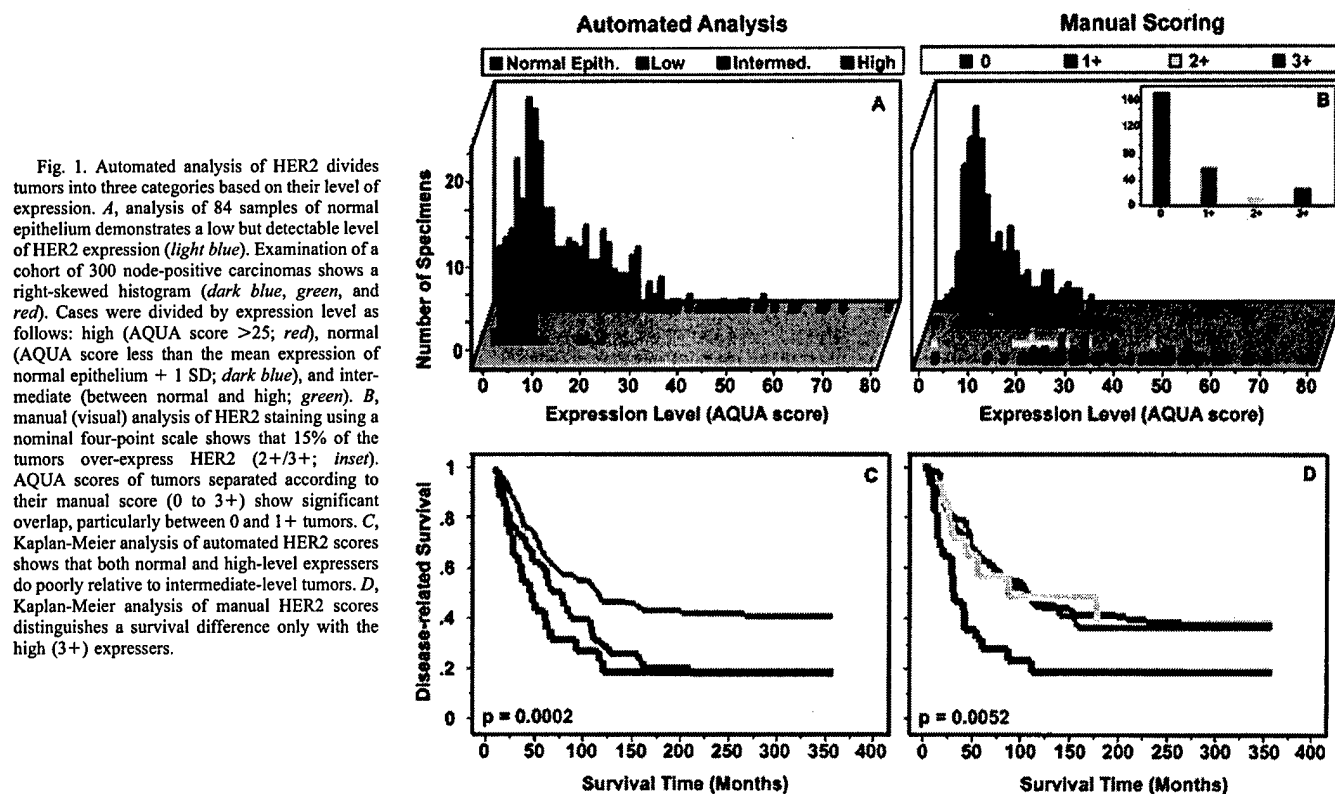 Fig. 1. Automated analysis of HER2 divides
tumors into three categories based on their level of
expression. A, analysis of 84 samples of normal
epithelium demonstrates a low but detectable level
of HER2 expression (light blue). Examination of a
cohort of 300 node-positive carcinomas shows a
right-skewed histogram (dark blue, green, and
red). Cases were divided by expression level as
follows: high (AQUA score >25; red), normal
(AQUA score less than the mean expression of
normal epithelium + 1 SD; dark blue), and inter-
mediate (between normal and high; green). B,
manual (visual) analysis of HER2 staining using a
nominal four-point scale shows that 15% of the
tumors over-express HER2 (2+/3+; inset).
AQUA scores of tumors separated according to
their manual score (0 to 3+) show significant
overlap, particularly between 0 and 1+ tumors. C,
Kaplan-Meier analysis of automated HER2 scores
shows that both normal and high-level expressers
do poorly relative to intermediate-level tumors. D,
Kaplan-Meier analysis of manual HER2 scores
distinguishes a survival difference only with the
high (3+) expressers.
Automated Analysis
Normal Epith. Low Intermed. High
A
Number of Specimens
20
10
0
0 10 20 30 40 50 60 70 80
Expression Level (AQUA score)
Manual Scoring
0 1+ 2+ 3+
B
160
120
80
40
0
0 1+ 2+ 3+
0 10 20 30 40 50 60 70 80
Expression Level (AQUA score)
C
Disease-related Survival
1
.8
.6
.4
.2
0
p = 0.0002
0 50 100 150 200 250 300 350 400
Survival Time (Months)
D
p = 0.0052
0 50 100 150 200 250 300 350 400
Survival Time (Months)